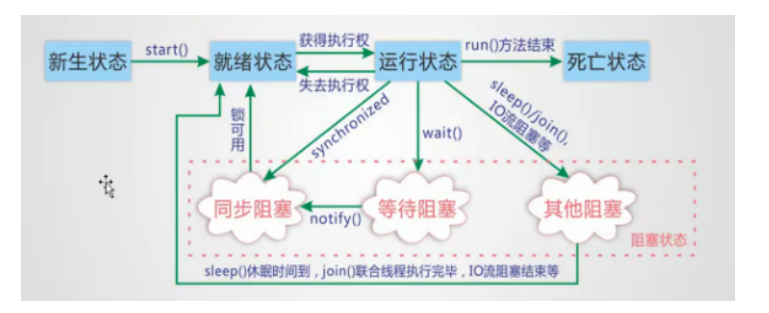 新生状态
start()
就绪状态
获得执行权
失去执行权
运行状态
run()方法结束
死亡状态
锁可用
synchronized
wait()
sleep()/join(),
IO流阻塞等
同步阻塞
notify()
等待阻塞
其他阻塞
阻塞状态
sleep()休眠时间到，join()联合线程执行完毕，IO流阻塞结束等